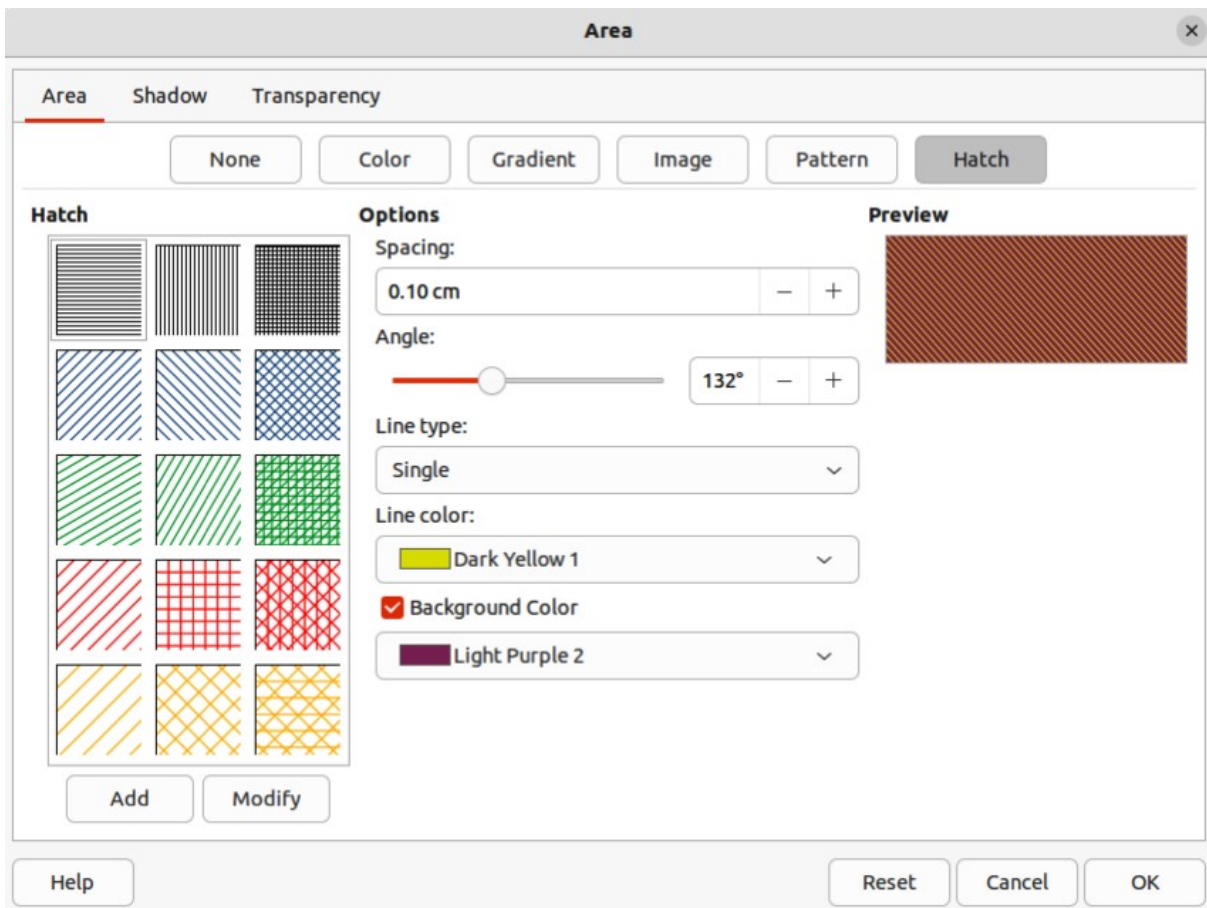 Area
Area Shadow Transparency
None Color Gradient Image Pattern Hatch
Hatch
Options
Spacing:
0.10 cm
Angle:
132°
Line type:
Single
Line color:
Dark Yellow 1
Background Color
Light Purple 2
Preview
Add Modify
Help Reset Cancel OK